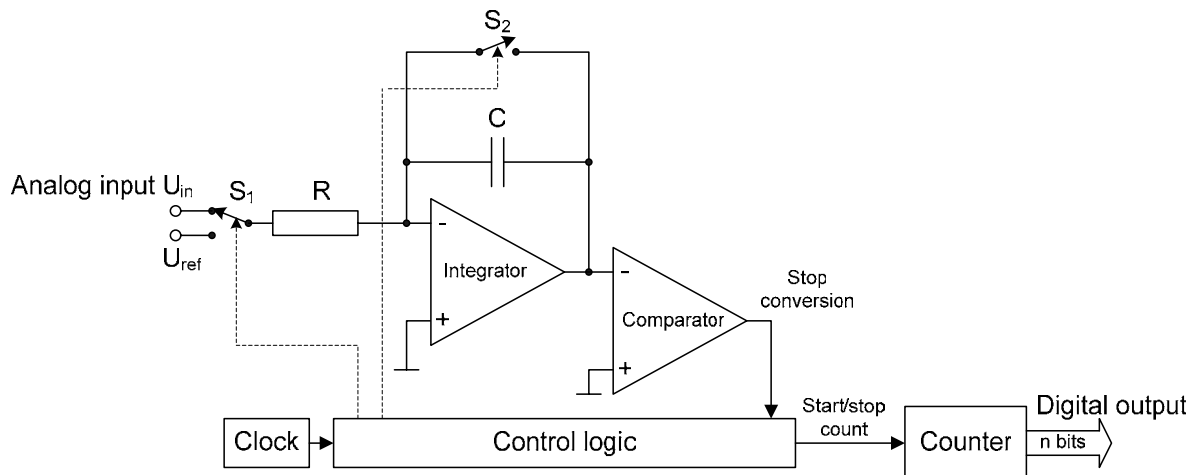 S2
C
Analog input Uin
S1
R
Uref
-
+
Integrator
-
+
Comparator
Stop
conversion
Clock
Control logic
Start/stop
count
Counter
Digital output
n bits